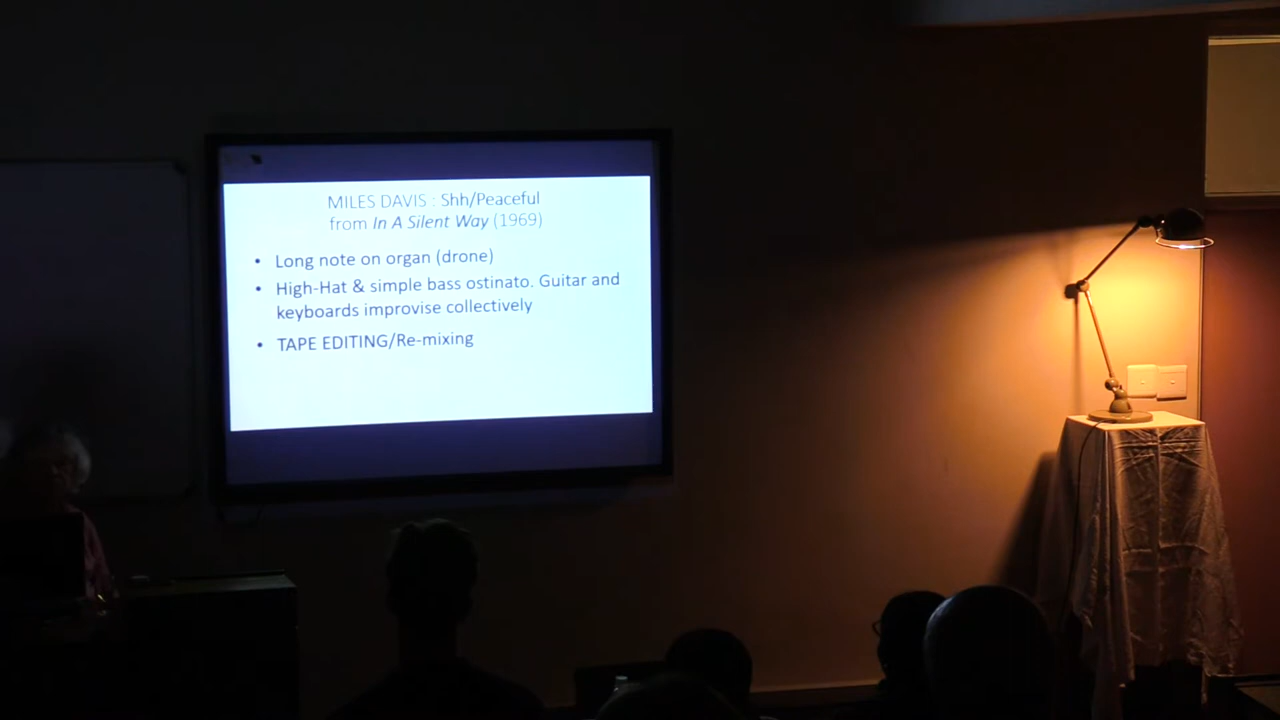 MILES DAVIS : Shh/Peaceful
from In A Silent Way (1969)
• Long note on organ (drone)
• High-Hat & simple bass ostinato. Guitar and
keyboards improvise collectively
• TAPE EDITING/Re-mixing